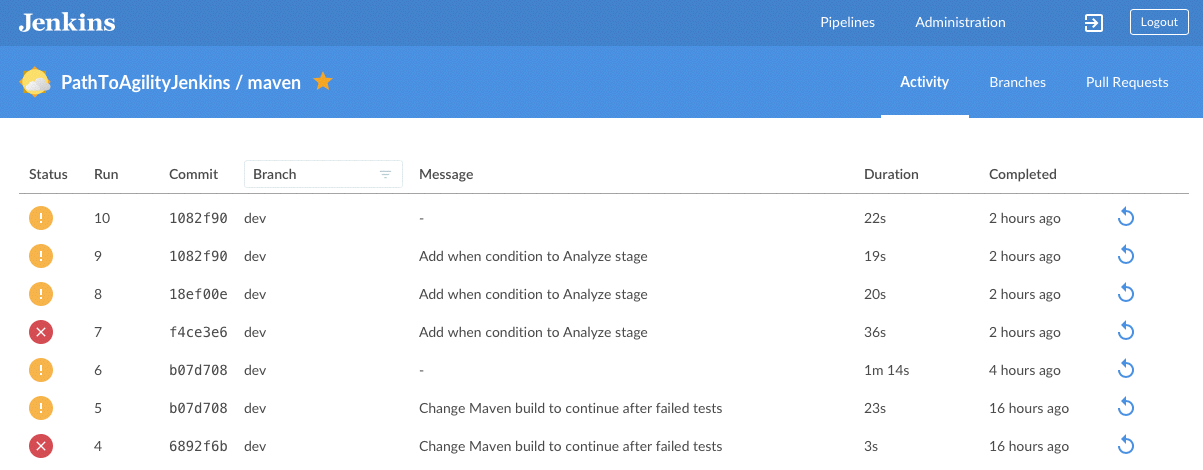 Jenkins Pipelines Administration Logout
PathToAgilityJenkins / maven Activity Branches Pull Requests
Status Run Commit Branch Message Duration Completed
10 1082f90 dev - 22s 2 hours ago
9 1082f90 dev Add when condition to Analyze stage 19s 2 hours ago
8 18ef00e dev Add when condition to Analyze stage 20s 2 hours ago
7 f4ce3e6 dev Add when condition to Analyze stage 36s 2 hours ago
6 b07d708 dev - 1m 14s 4 hours ago
5 b07d708 dev Change Maven build to continue after failed tests 23s 16 hours ago
4 6892f6b dev Change Maven build to continue after failed tests 3s 16 hours ago